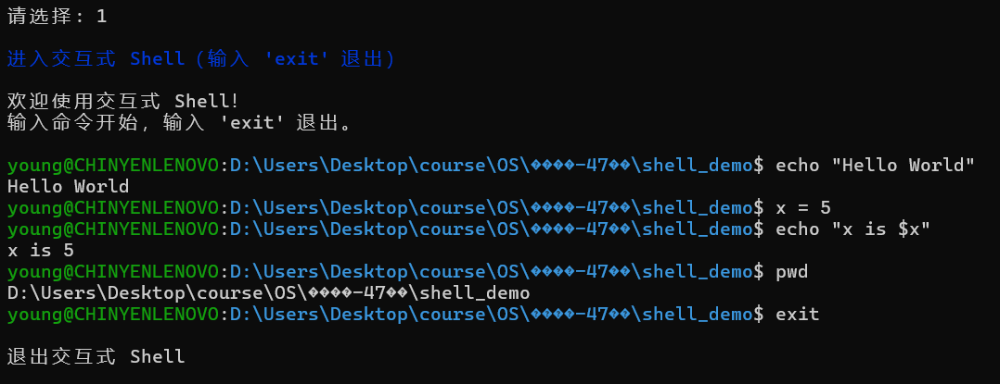 请选择: 1
进入交互式 Shell (输入 'exit' 退出)
欢迎使用交互式 Shell!
输入命令开始, 输入 'exit' 退出。
young@CHINYENLENOVO:D:\Users\Desktop\course\OS\����-47��\shell_demo$ echo "Hello World"
Hello World
young@CHINYENLENOVO:D:\Users\Desktop\course\OS\����-47��\shell_demo$ x = 5
young@CHINYENLENOVO:D:\Users\Desktop\course\OS\����-47��\shell_demo$ echo "x is $x"
x is 5
young@CHINYENLENOVO:D:\Users\Desktop\course\OS\����-47��\shell_demo$ pwd
D:\Users\Desktop\course\OS\����-47��\shell_demo
young@CHINYENLENOVO:D:\Users\Desktop\course\OS\����-47��\shell_demo$ exit
退出交互式 Shell